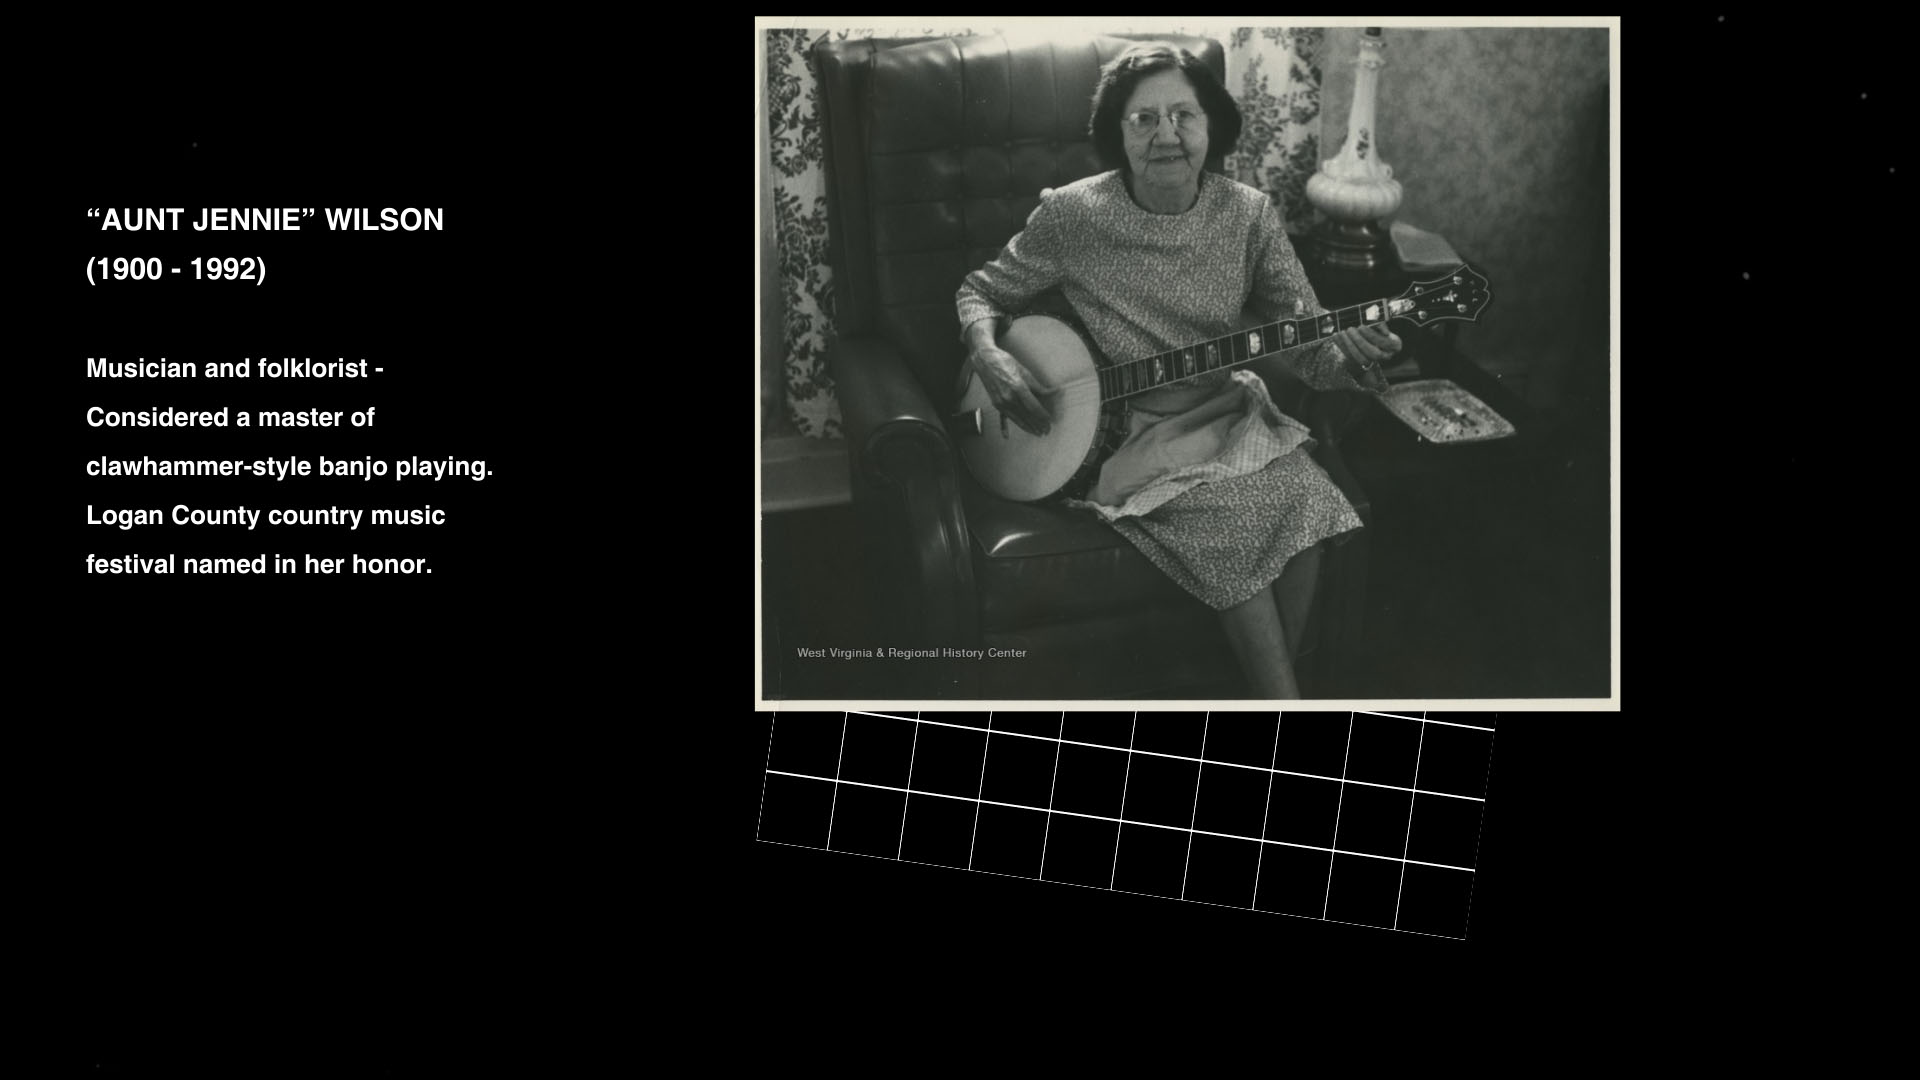 “AUNT JENNIE” WILSON
(1900 - 1992)
Musician and folklorist -
Considered a master of
clawhammer-style banjo playing.
Logan County country music
festival named in her honor.
West Virginia & Regional History Center